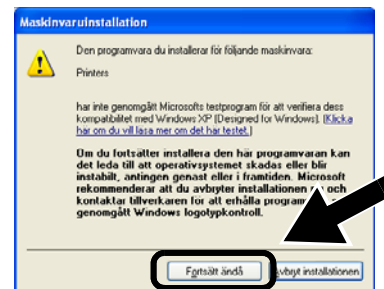 Maskinvaruinstallation
Den programvara du installerar för följande maskinvara:
Printers
har inte genomgått Microsofts testprogram för att verifiera dess
kompatibilitet med Windows XP (Designed for Windows). (Klicka
här om du vill läsa mer om det här testet.)
Om du fortsätter installera den här programvaran kan
det leda till att operativsystemet skadas eller blir
instabilt, antingen genast eller i framtiden. Microsoft
rekommenderar att du avbryter installationen och
kontaktar tillverkaren för att erhålla
genomgått Windows logotypkontroll.
Fortsätt ändå
Avbryt installationen